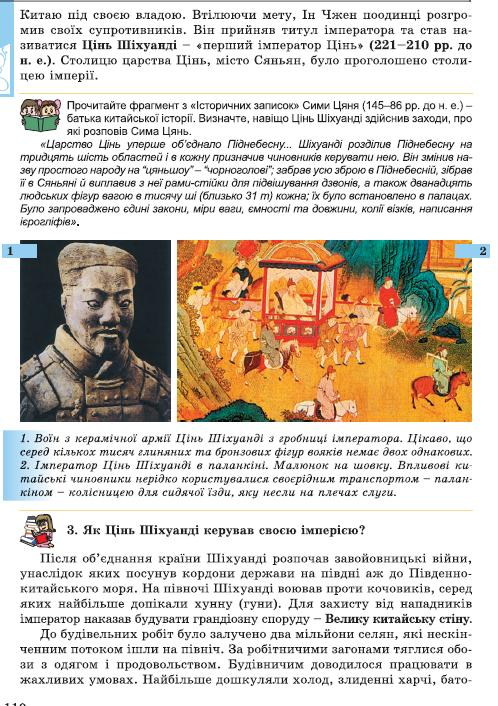 Китаю під своєю владою. Втілюючи мету, Ін Чжен поодинці розгро-
мив своїх супротивників. Він прийняв титул імператора та став на-
зиватися Цінь Шіхуанді – «перший імператор Цінь» (221–210 рр. до
н. е.). Столицю царства Цінь, місто Сяньян, було проголошено столи-
цею імперії.
Прочитайте фрагмент з «Історичних записок» Сими Цяня (145–86 рр. до н. е.) –
батька китайської історії. Визначте, навіщо Цінь Шіхуанді здійснив заходи, про
які розповів Сима Цянь.
«Царство Цінь уперше об’єднало Піднебесну... Шіхуанді розділив Піднебесну на
тридцять шість областей і в кожну призначив чиновників керувати нею. Він змінив на-
зву простого народу на “цяньшоу” – “чорноголові”; забрав усю зброю в Піднебесній, зібрав
її в Сяньяні й виплавив з неї рами-стійки для підвішування дзвонів, а також дванадцять
людських фігур вагою в тисячу ші (близько 31 т) кожна; їх було встановлено в палацах.
Було запроваджено єдині закони, міри ваги, ємності та довжини, колії візків, написання
ієрогліфів».
1
2
1. Воїн з керамічної армії Цінь Шіхуанді з гробниці імператора. Цікаво, що
серед кількох тисяч глиняних та бронзових фігур вояків немає двох однакових.
2. Імператор Цінь Шіхуанді в паланкіні. Малюнок на шовку. Впливові ки-
тайські чиновники нерідко користувалися своєрідним транспортом – палан-
кіном – колісницею для сидячої їзди, яку несли на плечах слуги.
3. Як Цінь Шіхуанді керував своєю імперією?
Після об’єднання країни Шіхуанді розпочав завойовницькі війни,
унаслідок яких посунув кордони держави на півдні аж до Південно-
китайського моря. На півночі Шіхуанді воював проти кочовиків, серед
яких найбільше допікали хунну (гуни). Для захисту від нападників
імператор наказав будувати грандіозну споруду – Велику китайську стіну.
До будівельних робіт було залучено два мільйони селян, які нескін-
ченним потоком ішли на північ. За робітничими загонами тяглися обо-
зи з одягом і продовольством. Будівничим доводилося працювати в
жахливих умовах. Найбільше дошкуляли холод, злиденні харчі, бато-